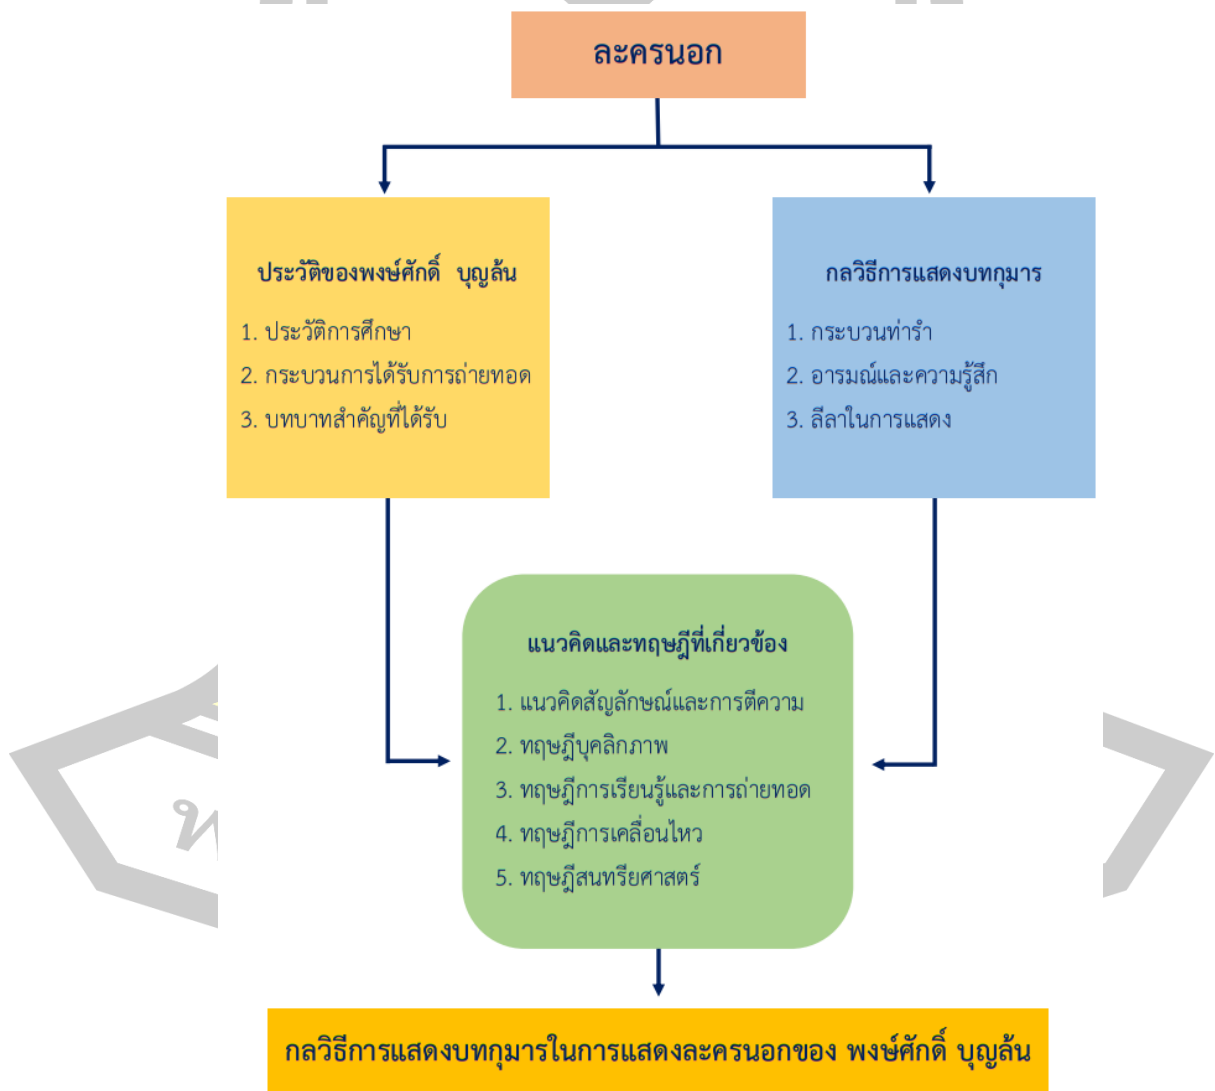 ละครนอก
ประวัติของพงษ์ศักดิ์ บุญล้น
1. ประวัติการศึกษา
2. กระบวนการได้รับการถ่ายทอด
3. บทบาทสำคัญที่ได้รับ
กลวิธีการแสดงบทกุมาร
1. กระบวนท่ารำ
2. อารมณ์และความรู้สึก
3. ลีลาในการแสดง
แนวคิดและทฤษฎีที่เกี่ยวข้อง
1. แนวคิดสัญลักษณ์และการตีความ
2. ทฤษฎีบุคลิกภาพ
3. ทฤษฎีการเรียนรู้และการถ่ายทอด
4. ทฤษฎีการเคลื่อนไหว
5. ทฤษฎีสนทรียศาสตร์
กลวิธีการแสดงบทกุมารในการแสดงละครนอกของ พงษ์ศักดิ์ บุญล้น